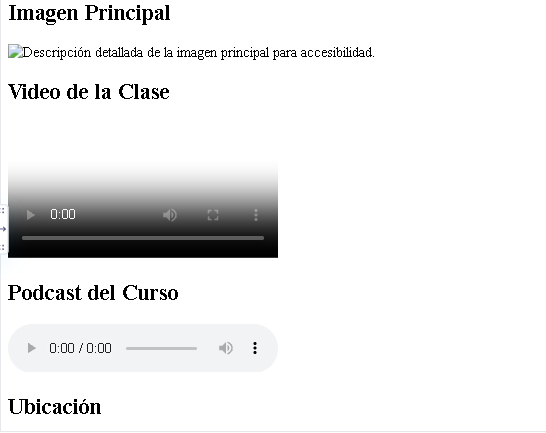 Imagen Principal
Descripción detallada de la imagen principal para accesibilidad.
Video de la Clase
0:00
Podcast del Curso
0:00 / 0:00
Ubicación